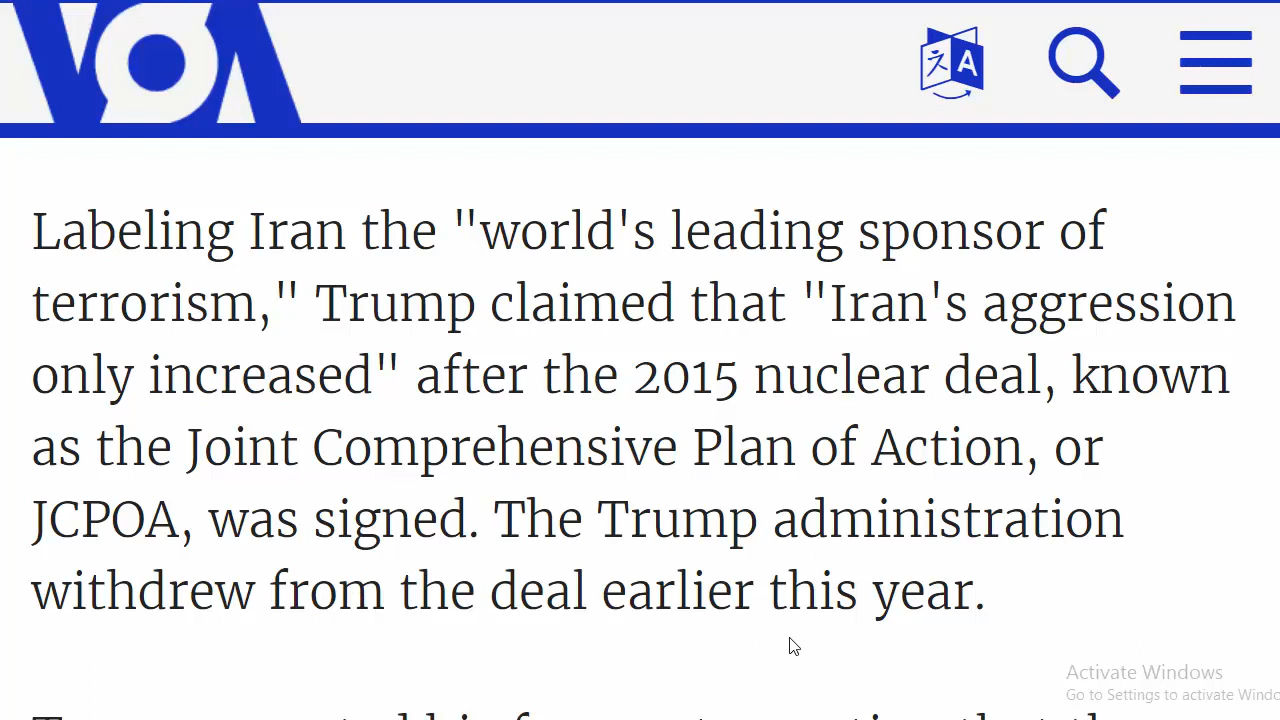 VOA
文 A
Labeling Iran the "world's leading sponsor of
terrorism," Trump claimed that "Iran's aggression
only increased" after the 2015 nuclear deal, known
as the Joint Comprehensive Plan of Action, or
JCPOA, was signed. The Trump administration
withdrew from the deal earlier this year.
Activate Windows
Go to Settings to activate Windo